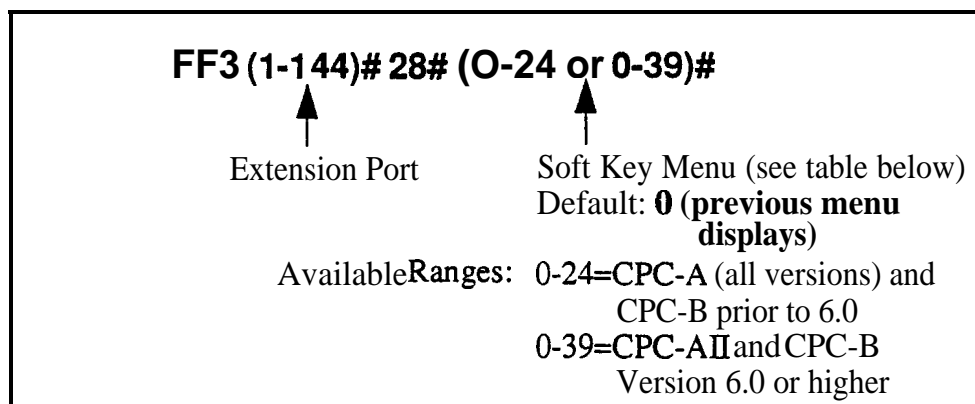 FF3 (1-144)# 28# (O-24 or 0-39)#
Extension Port
Soft Key Menu (see table below)
Default: 0 (previous menu
displays)
Available Ranges: 0-24=CPC-A (all versions) and
CPC-B prior to 6.0
0-39=CPC-AII and CPC-B
Version 6.0 or higher